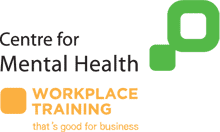 Centre for
Mental Health
WORKPLACE
TRAINING
that's good for business